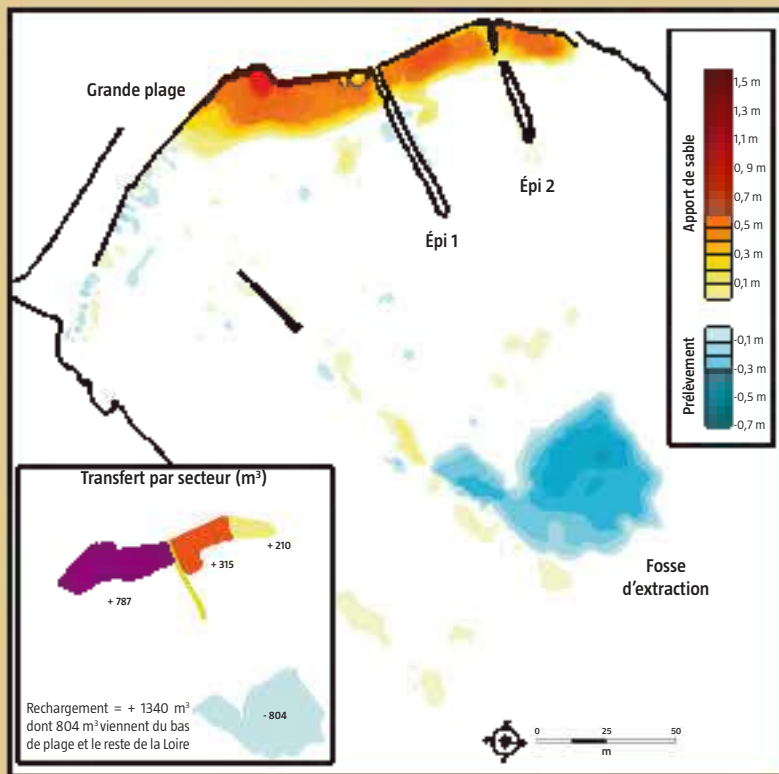 Grande plage
Épi 1
Épi 2
Apport de sable
1,5 m
1,3 m
1,1 m
0, 9 m
0,7 m
0,5 m
0,3 m
0,1 m
Prélèvement
-0,1 m
-0,3 m
-0,5 m
-0,7 m
Fosse
d'extraction
Transfert par secteur (m³)
+ 210
+ 315
+ 787
- 804
Rechargement = + 1340 m³
dont 804 m³ viennent du bas
de plage et le reste de la Loire
0 25 50
m